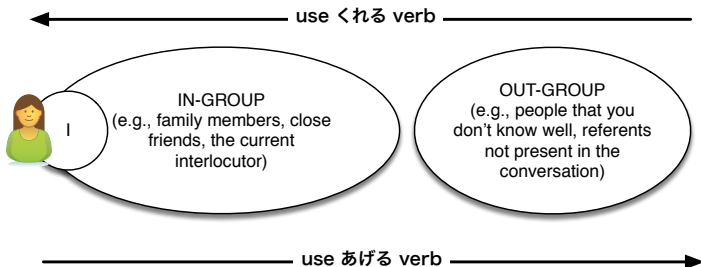 use くれる verb
I
IN-GROUP
(e.g., family members, close
friends, the current
interlocutor)
OUT-GROUP
(e.g., people that you
don't know well, referents
not present in the
conversation)
use あげる verb